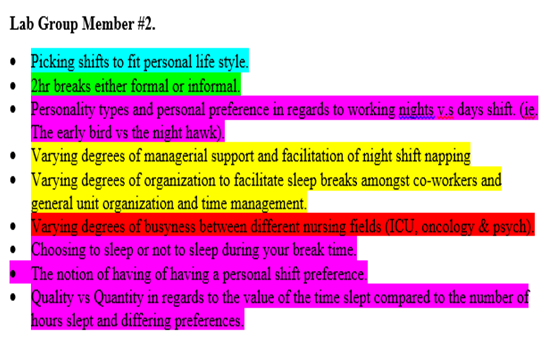 Lab Group Member #2.
• Picking shifts to fit personal life style.
• 2hr breaks either formal or informal.
• Personality types and personal preference in regards to working nights v.s days shift. (ie.
The early bird vs the night hawk).
• Varying degrees of managerial support and facilitation of night shift napping
• Varying degrees of organization to facilitate sleep breaks amongst co-workers and
general unit organization and time management.
• Varying degrees of busyness between different nursing fields (ICU, oncology & psych).
• Choosing to sleep or not to sleep during your break time.
• The notion of having of having a personal shift preference.
• Quality vs Quantity in regards to the value of the time slept compared to the number of
hours slept and differing preferences.